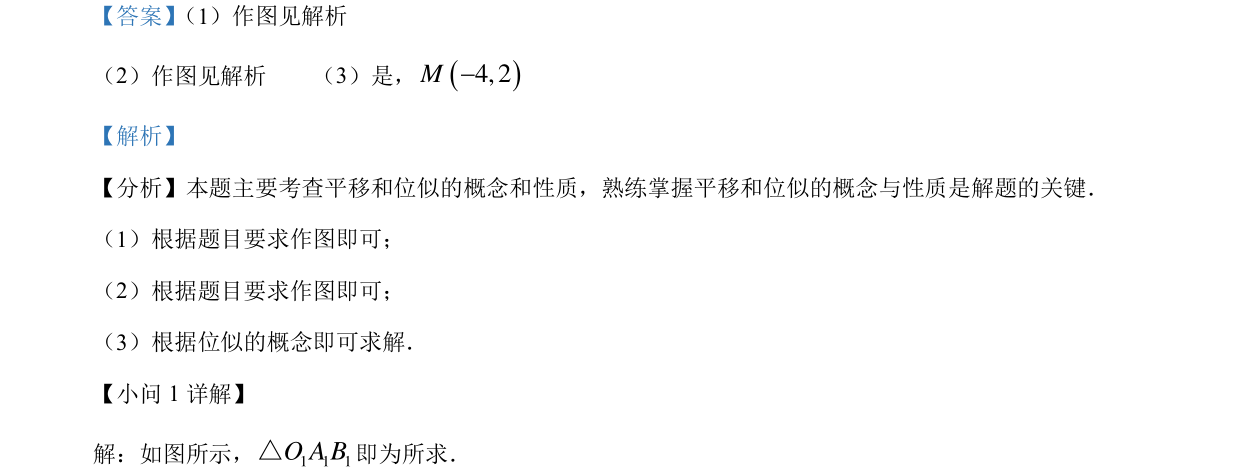 【答案】（1）作图见解析
（2）作图见解析 （3）是，M(−4,2)
【解析】
【分析】本题主要考查平移和位似的概念和性质，熟练掌握平移和位似的概念与性质是解题的关键．
（1）根据题目要求作图即可；
（2）根据题目要求作图即可；
（3）根据位似的概念即可求解．
【小问 1 详解】
解：如图所示，△O₁A₁B₁即为所求．